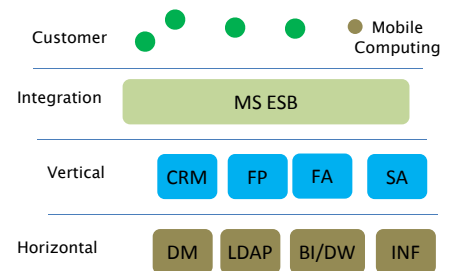 Customer
Mobile
Computing
Integration
MS ESB
Vertical
CRM FP FA SA
Horizontal
DM LDAP BI/DW INF